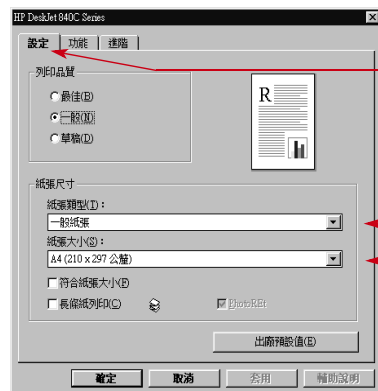 HP DeskJet 840C Series
設定 功能 進階
列印品質
最佳(B)
一般(N)
草稿(D)
R
紙張尺寸
紙張類型(T):
一般紙張
紙張大小(S):
A4 (210 x 297 公釐)
符合紙張大小(F)
長條紙列印(C) PhotoREt
出廠預設值(E)
確定 取消 套用 輔助說明